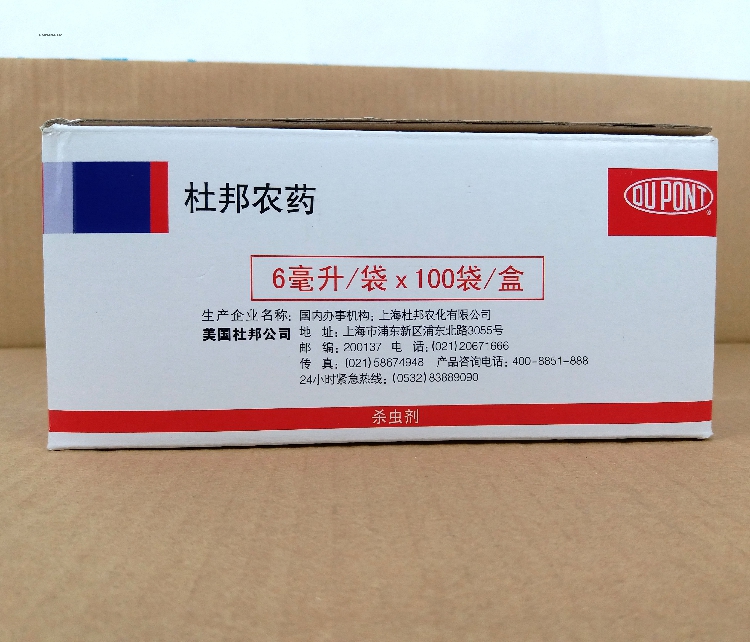 杜邦农药
DU PONT
®
6毫升/袋 x 100袋/盒
生产企业名称: 国内办事机构: 上海杜邦农化有限公司
美国杜邦公司 地 址: 上海市浦东新区浦东北路3055号
邮 编: 200137 电 话: (021)20671666
传 真: (021)58674948 产品咨询电话: 400-8851-888
24小时紧急热线: (0532)83889090
杀虫剂